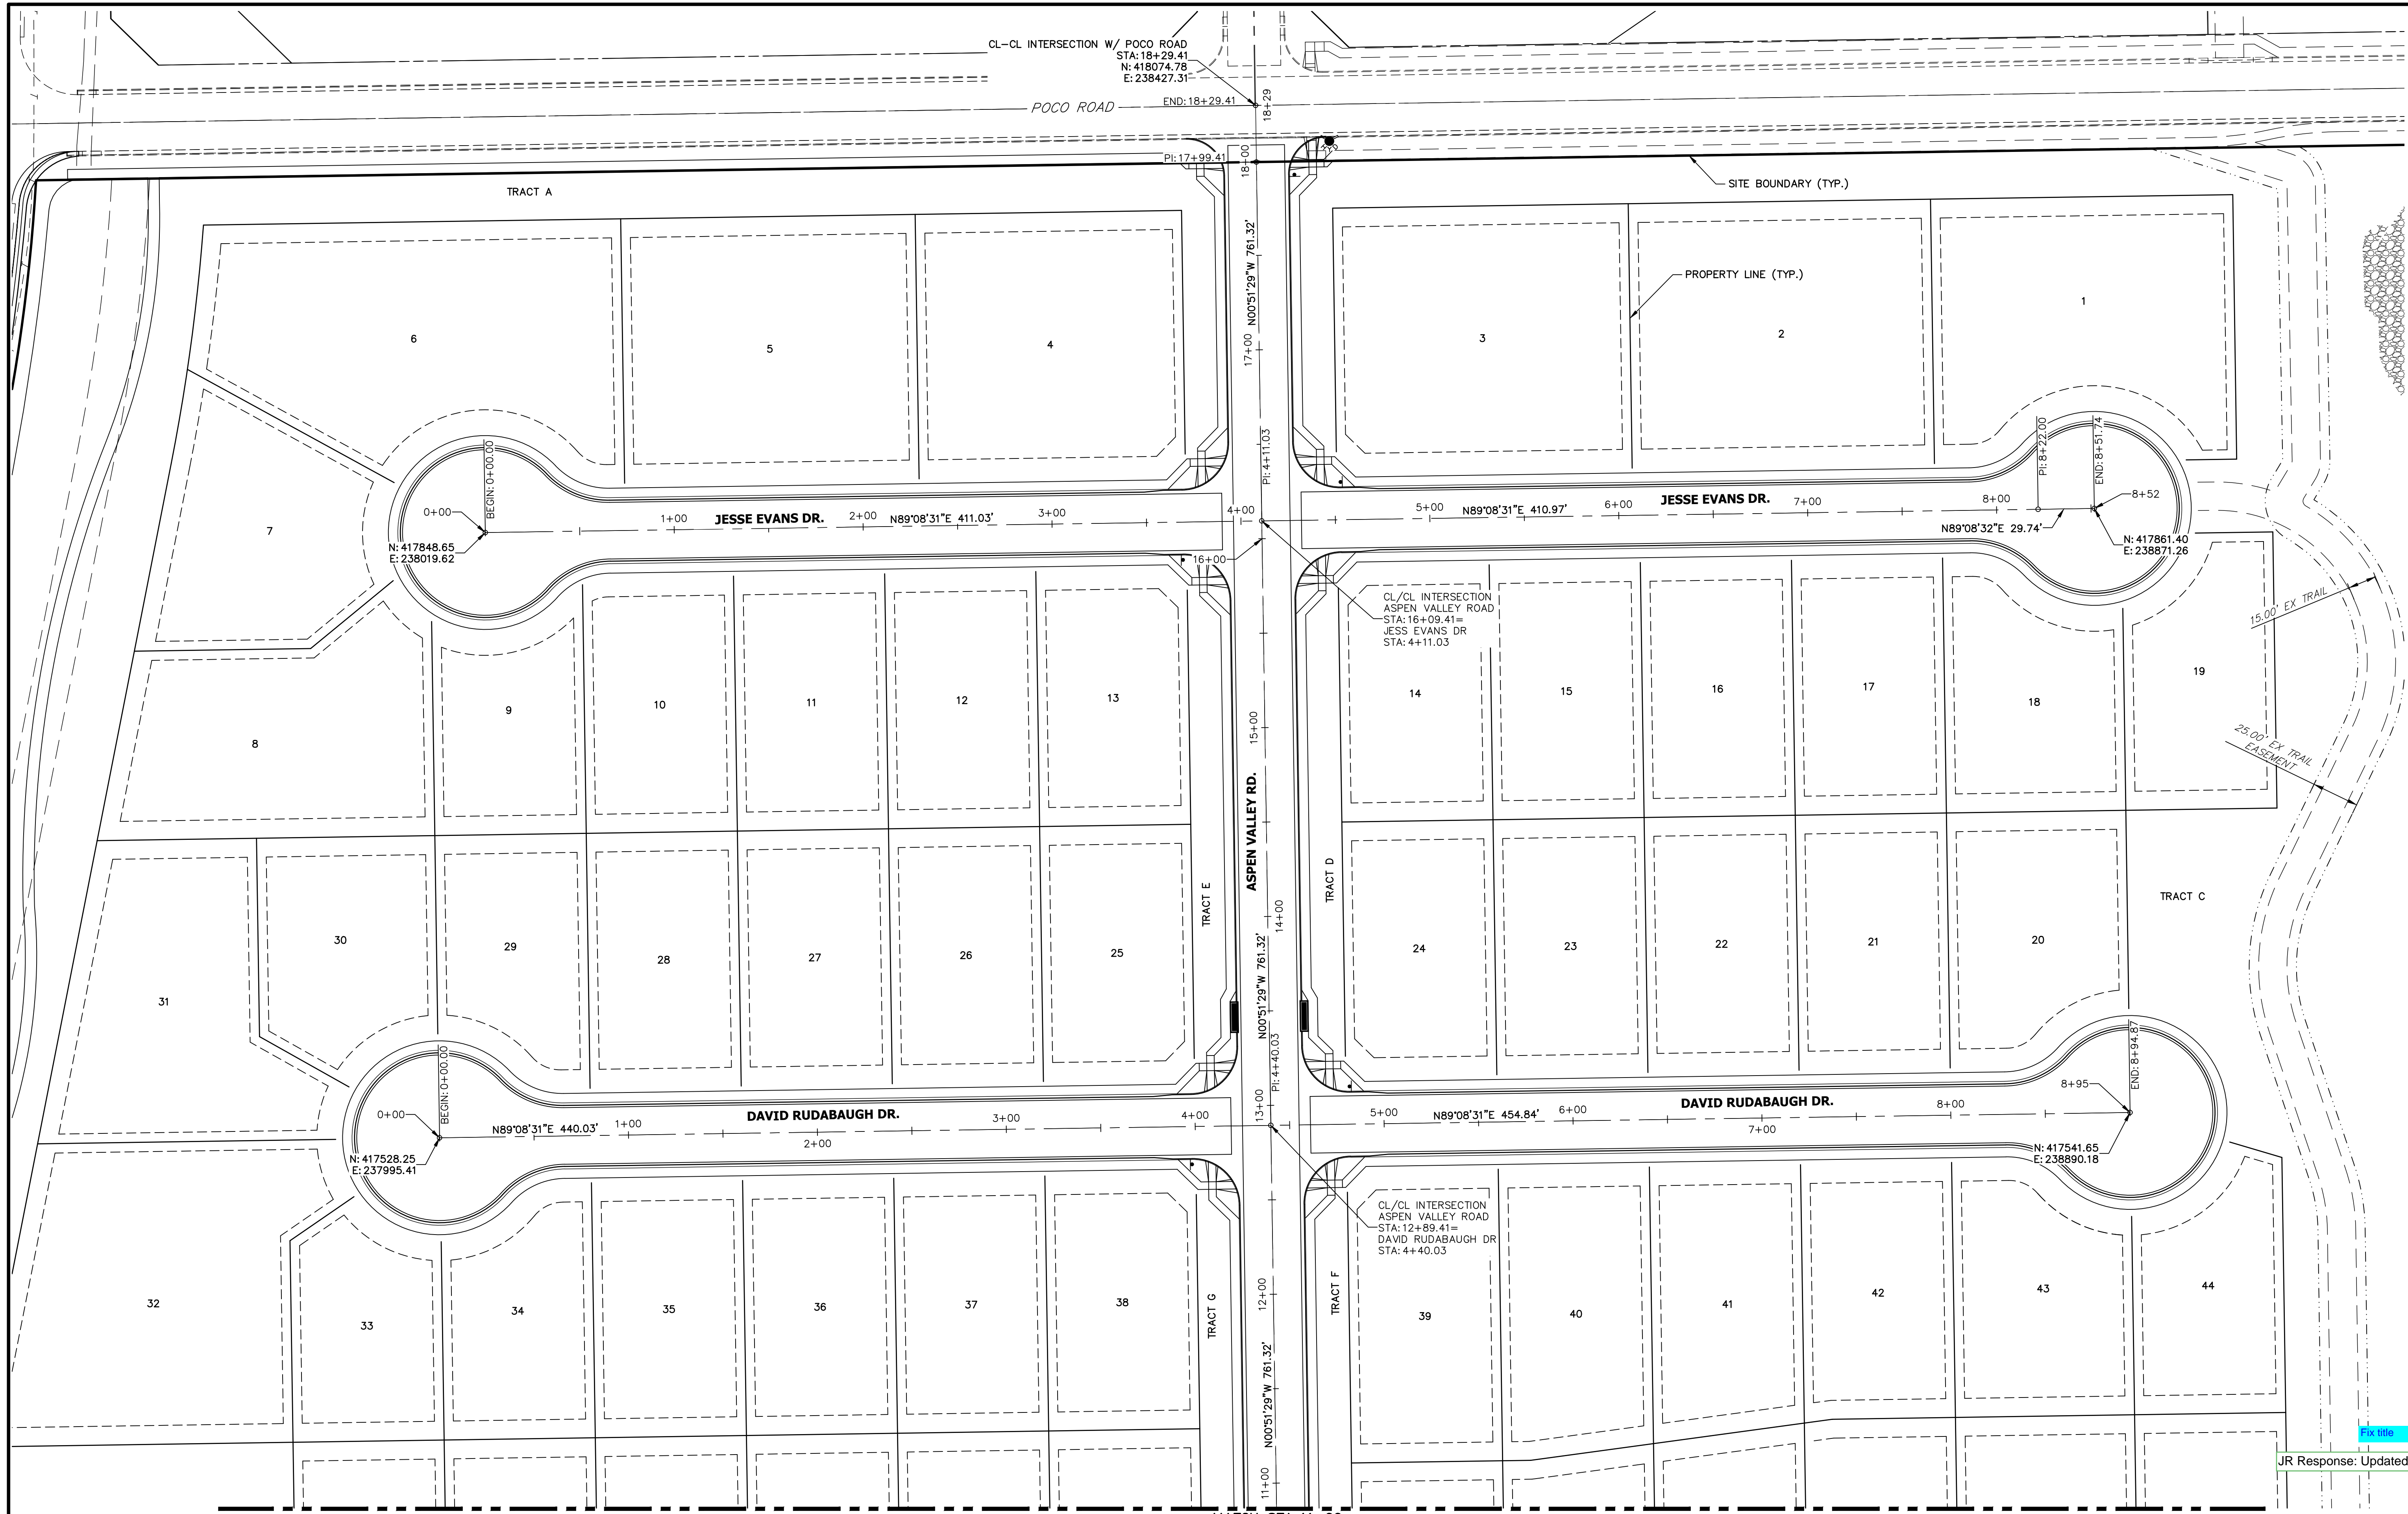 CL-CL INTERSECTION W/ POCO ROAD
STA: 18+29.41
N: 418074.78
E: 238427.31
POCO ROAD
END: 18+29.41
18+29
PI: 17+99.41
18+00
TRACT A
SITE BOUNDARY (TYP.)
N00°51'29"W 761.32'
PROPERTY LINE (TYP.)
6
5
4
17+00
3
2
1
PI: 4+11.03
BEGIN: 0+00.00
PI: 8+22.00
END: 8+51.74
0+00
1+00
JESSE EVANS DR.
2+00
N89°08'31"E 411.03'
3+00
4+00
5+00
N89°08'31"E 410.97'
6+00
JESSE EVANS DR.
7+00
8+00
8+52
N89°08'32"E 29.74'
7
N: 417848.65
E: 238019.62
16+00
N: 417861.40
E: 238871.26
CL/CL INTERSECTION
ASPEN VALLEY ROAD
STA: 16+09.41=
JESS EVANS DR
STA: 4+11.03
15.00' EX TRAIL
8
9
10
11
12
13
14
15
16
17
18
19
15+00
25.00' EX TRAIL
EASEMENT
ASPEN VALLEY RD.
TRACT E
TRACT D
TRACT C
14+00
31
30
29
28
27
26
25
24
23
22
21
20
N00°51'29"W 761.32'
PI: 4+40.03
BEGIN: 0+00.00
END: 8+94.87
0+00
N89°08'31"E 440.03'
1+00
DAVID RUDABAUGH DR.
2+00
3+00
4+00
13+00
5+00
N89°08'31"E 454.84'
6+00
DAVID RUDABAUGH DR.
7+00
8+00
8+95
N: 417528.25
E: 237995.41
N: 417541.65
E: 238890.18
CL/CL INTERSECTION
ASPEN VALLEY ROAD
STA: 12+89.41=
DAVID RUDABAUGH DR
STA: 4+40.03
32
33
34
35
36
37
38
TRACT G
12+00
TRACT F
39
40
41
42
43
44
N00°51'29"W 761.32'
11+00
Fix title
JR Response: Updated